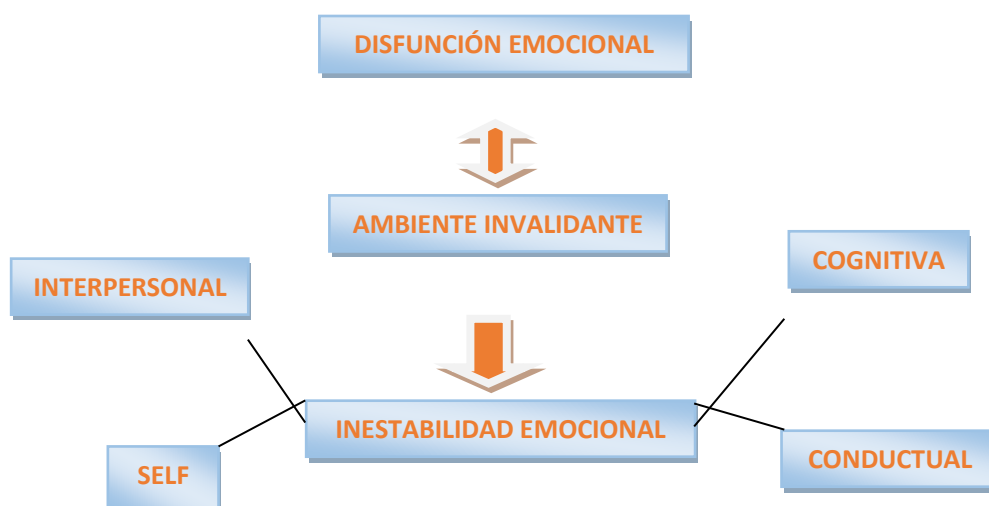 DISFUNCIÓN EMOCIONAL
AMBIENTE INVALIDANTE
COGNITIVA
INTERPERSONAL
INESTABILIDAD EMOCIONAL
SELF
CONDUCTUAL